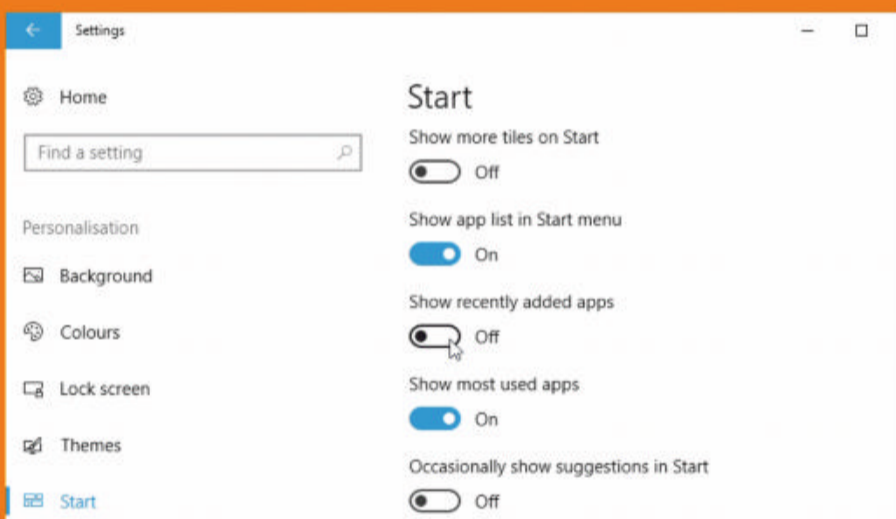 Settings
Home
Find a setting
Personalisation
Background
Colours
Lock screen
Themes
Start
Start
Show more tiles on Start
Off
Show app list in Start menu
On
Show recently added apps
Off
Show most used apps
On
Occasionally show suggestions in Start
Off